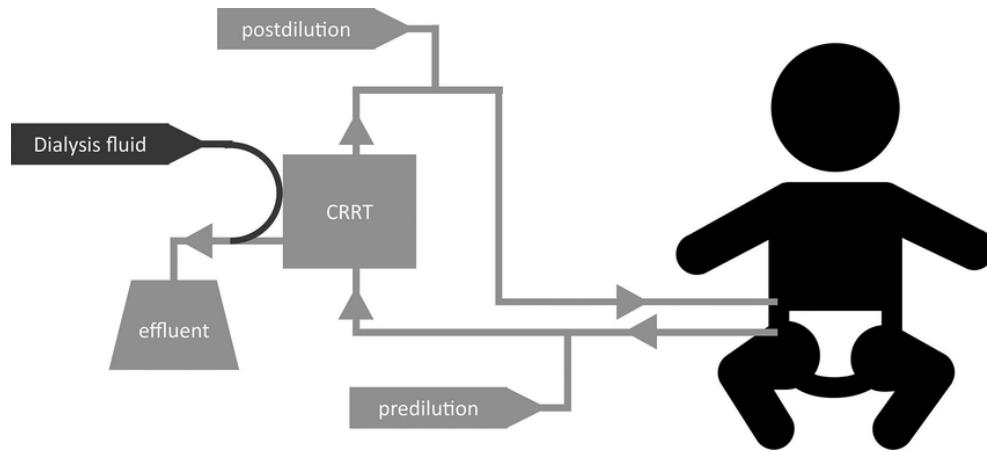 postdilution
Dialysis fluid
CRRT
effluent
predilution